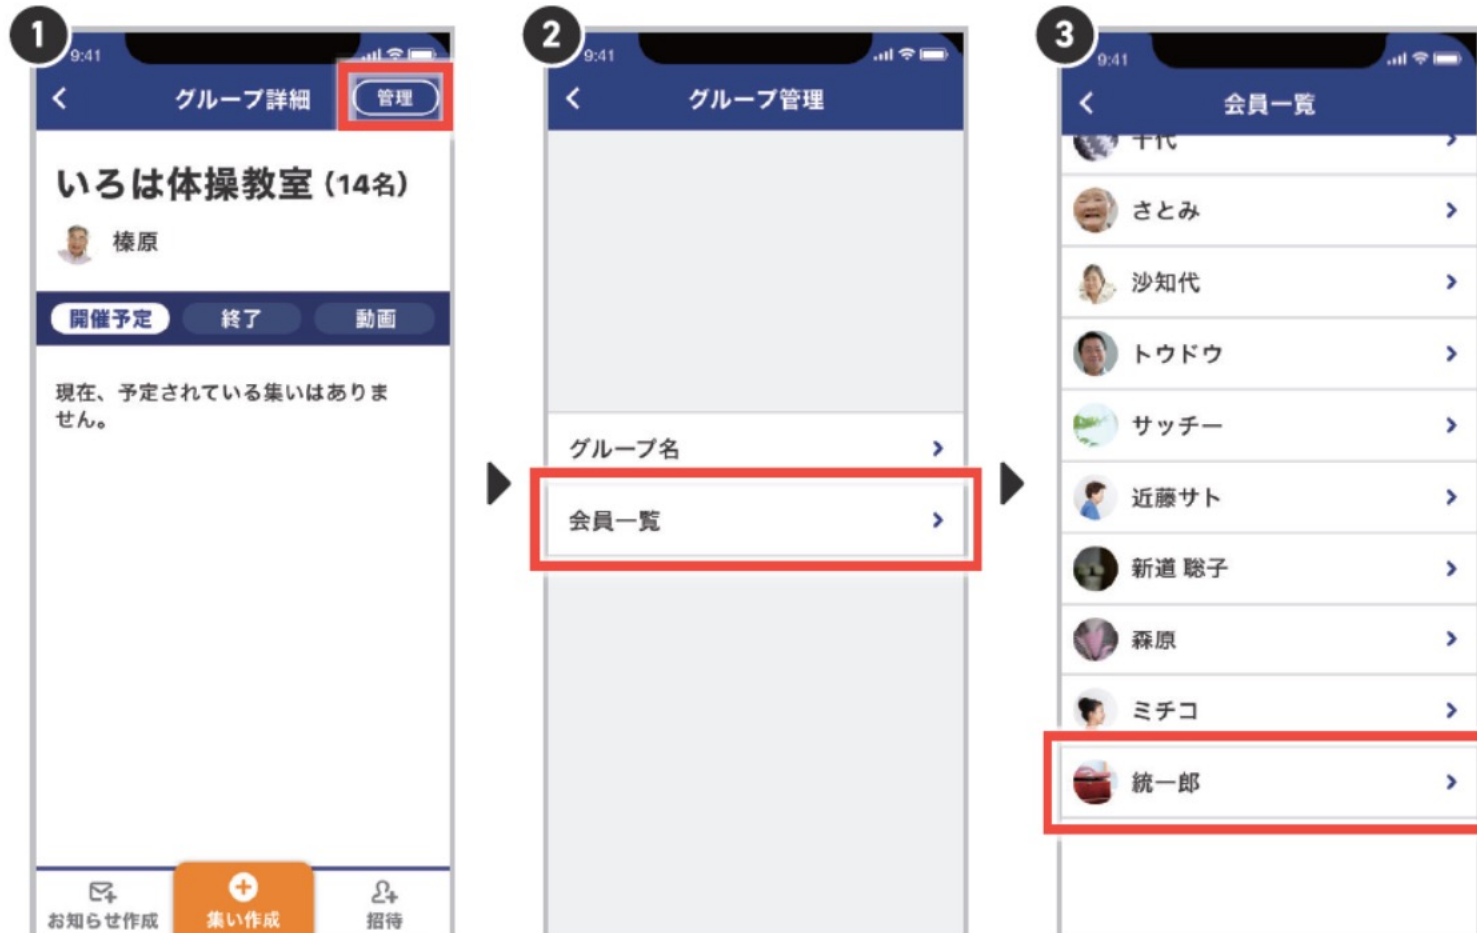 1
9:41
グループ詳細
管理
いろは体操教室（14名）
榛原
開催予定
終了
動画
現在、予定されている集いはありま
せん。
お知らせ作成
集い作成
招待
2
9:41
グループ管理
グループ名
会員一覧
3
9:41
会員一覧
さとみ
沙知代
トウドウ
サッチー
近藤サト
新道 聡子
森原
ミチコ
統一郎